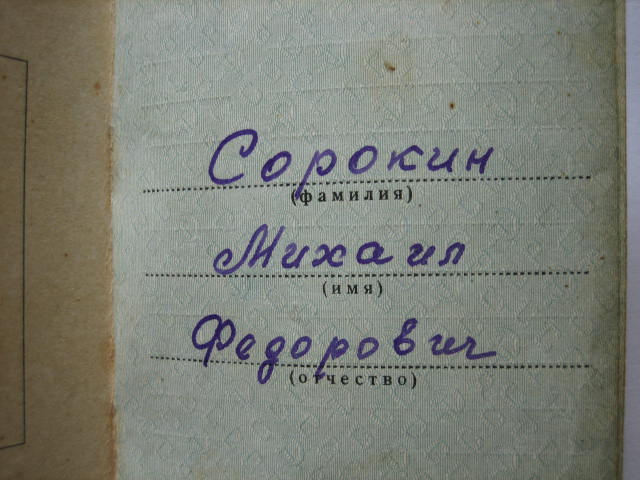 Сорокин
(фамилия)
Михаил
(имя)
Федорович
(отчество)